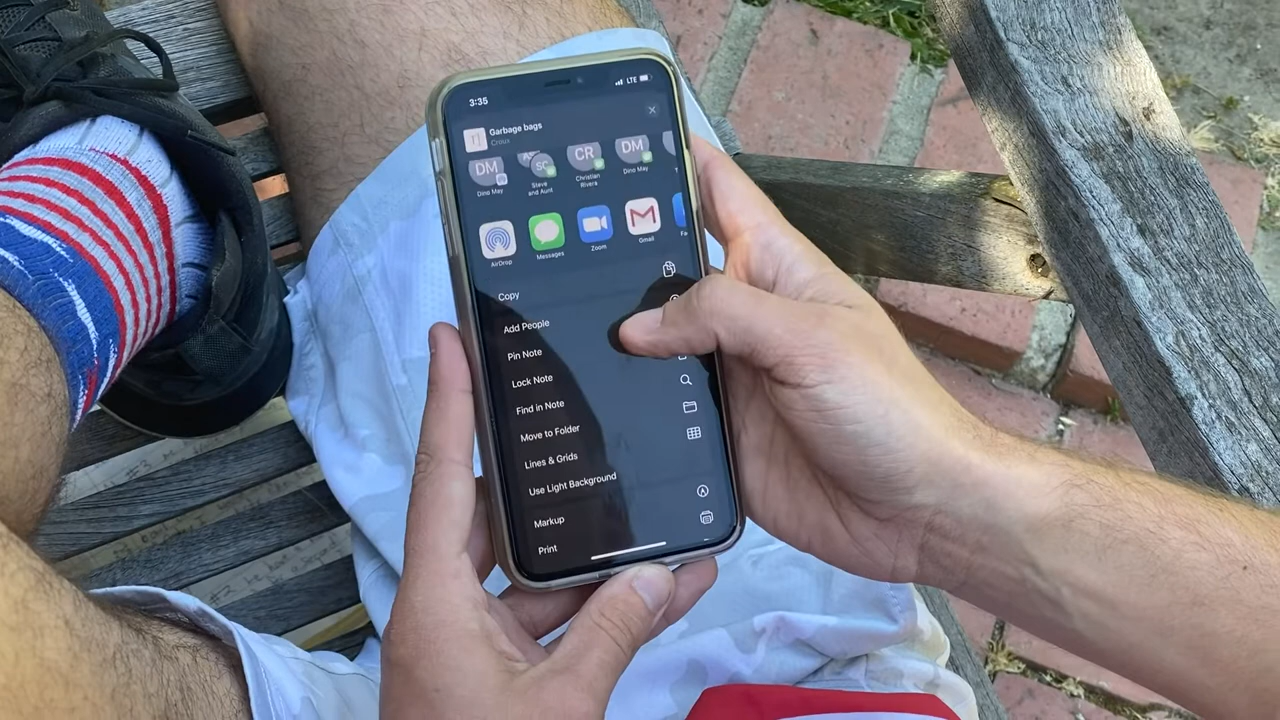 3:35
LTE
Garbage bags
Croux
DM
SC
CR
DM
Dino May
Steve and Aunt
Christian Rivera
Dino May
AirDrop
Messages
Zoom
Gmail
Fa
Copy
Add People
Pin Note
Lock Note
Find in Note
Move to Folder
Lines & Grids
Use Light Background
Markup
Print